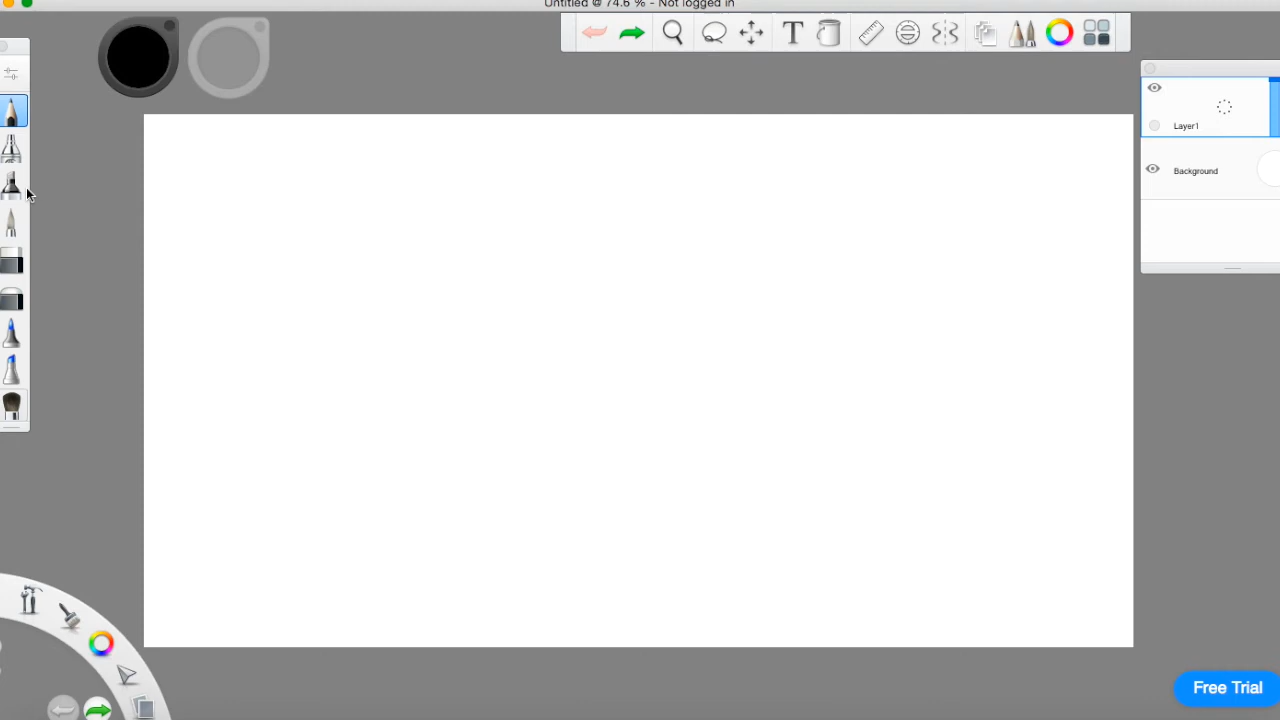 Untitled @ 74.6 % - Not logged in
T
Layer1
Background
Free Trial